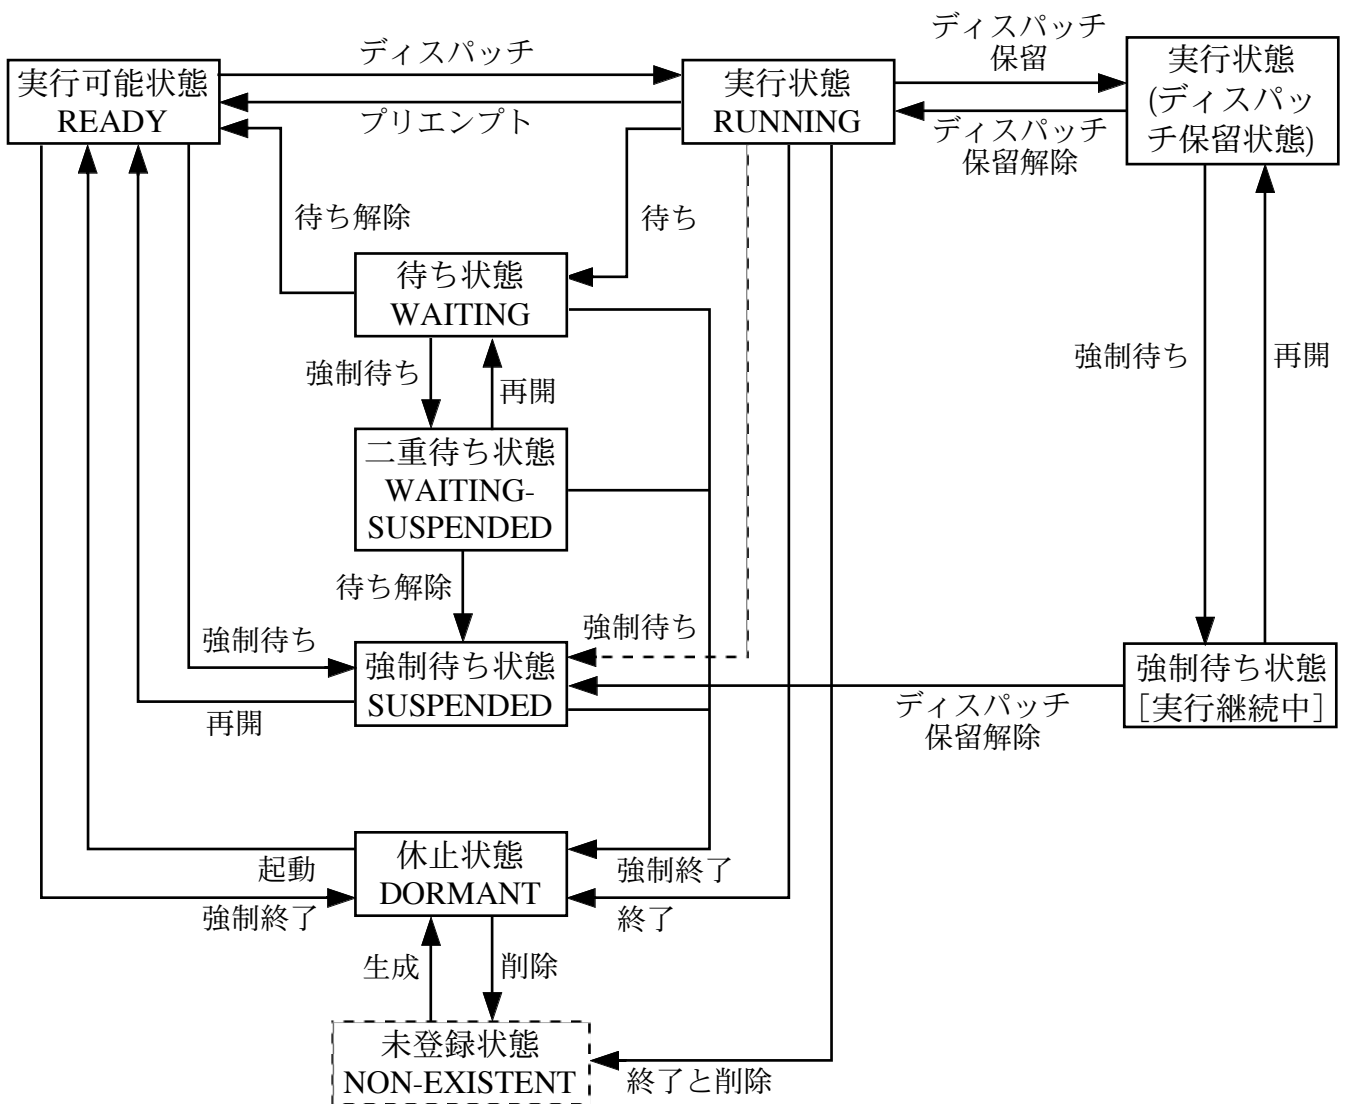 ディスパッチ
保留
ディスパッチ
実行可能状態
READY
実行状態
RUNNING
実行状態
(ディスパッ
チ保留状態)
プリエンプト
ディスパッチ
保留解除
待ち解除
待ち
待ち状態
WAITING
強制待ち
再開
強制待ち
再開
二重待ち状態
WAITING-
SUSPENDED
待ち解除
強制待ち
強制待ち
強制待ち状態
SUSPENDED
強制待ち状態
［実行継続中］
再開
ディスパッチ
保留解除
起動
休止状態
DORMANT
強制終了
強制終了
終了
生成
削除
未登録状態
NON-EXISTENT
終了と削除